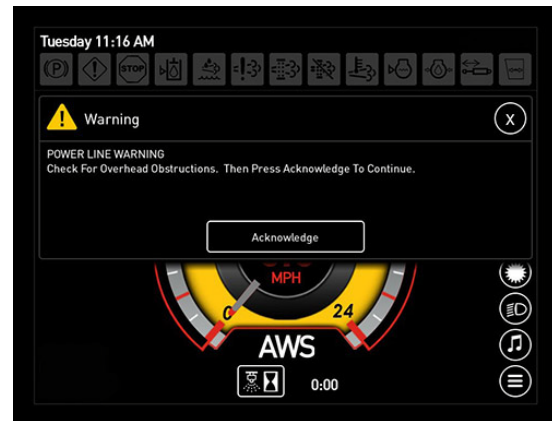 Tuesday 11:16 AM
(P)
STOP
Warning
X
POWER LINE WARNING
Check For Overhead Obstructions. Then Press Acknowledge To Continue.
Acknowledge
MPH
0
24
AWS
0:00